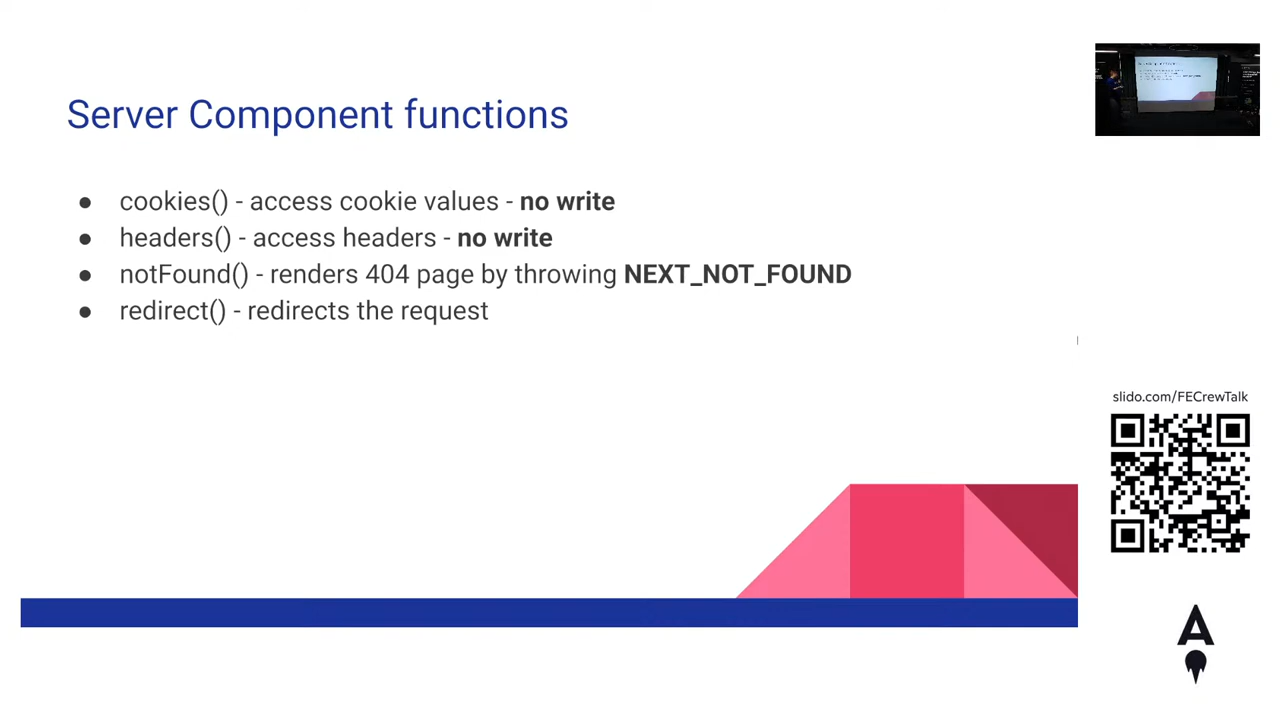 Server Component functions
● cookies() - access cookie values - no write
● headers() - access headers - no write
● notFound() - renders 404 page by throwing NEXT_NOT_FOUND
● redirect() - redirects the request
slido.com/FECrewTalk